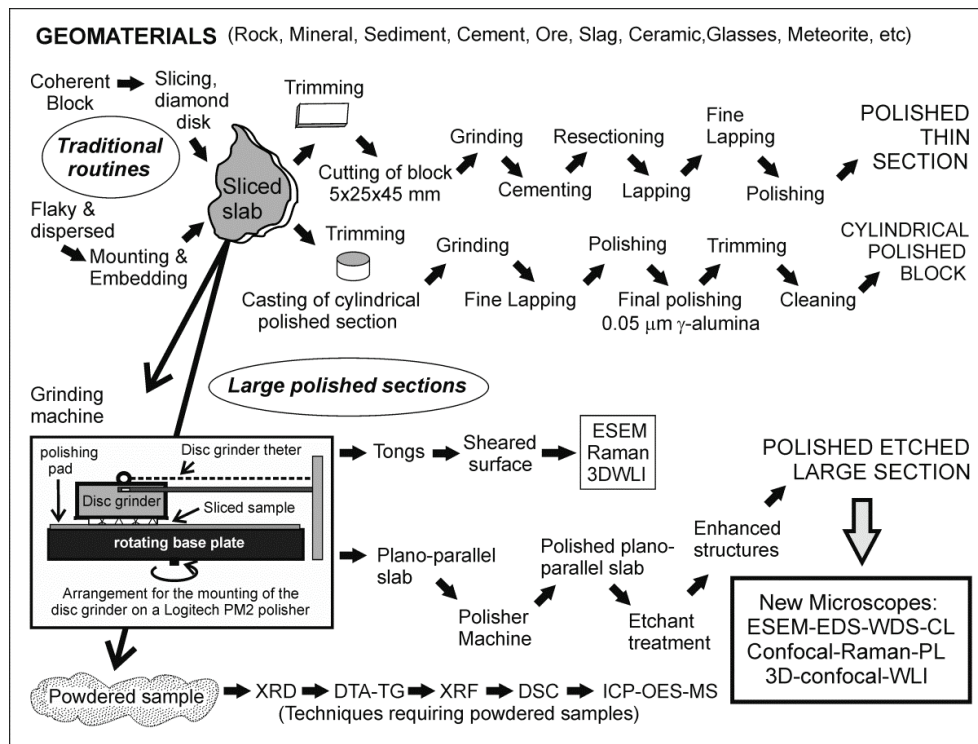 GEOMATERIALS (Rock, Mineral, Sediment, Cement, Ore, Slag, Ceramic,Glasses, Meteorite, etc)
Coherent
Block
Slicing,
diamond
disk
Trimming
Traditional
routines
Flaky &
dispersed
Mounting &
Embedding
Sliced
slab
Cutting of block
5x25x45 mm
Grinding
Cementing
Resectioning
Lapping
Fine
Lapping
Polishing
POLISHED
THIN
SECTION
Trimming
Casting of cylindrical
polished section
Grinding
Fine Lapping
Polishing
Final polishing
0.05 μm γ-alumina
Trimming
Cleaning
CYLINDRICAL
POLISHED
BLOCK
Large polished sections
Grinding
machine
polishing
pad
Disc grinder theter
Disc grinder
Sliced sample
rotating base plate
Arrangement for the mounting of the
disc grinder on a Logitech PM2 polisher
Tongs
Sheared
surface
ESEM
Raman
3DWLI
Plano-parallel
slab
Polisher
Machine
Polished plano-
parallel slab
Etchant
treatment
Enhanced
structures
POLISHED ETCHED
LARGE SECTION
New Microscopes:
ESEM-EDS-WDS-CL
Confocal-Raman-PL
3D-confocal-WLI
Powdered sample
XRD
DTA-TG
XRF
DSC
ICP-OES-MS
(Techniques requiring powdered samples)